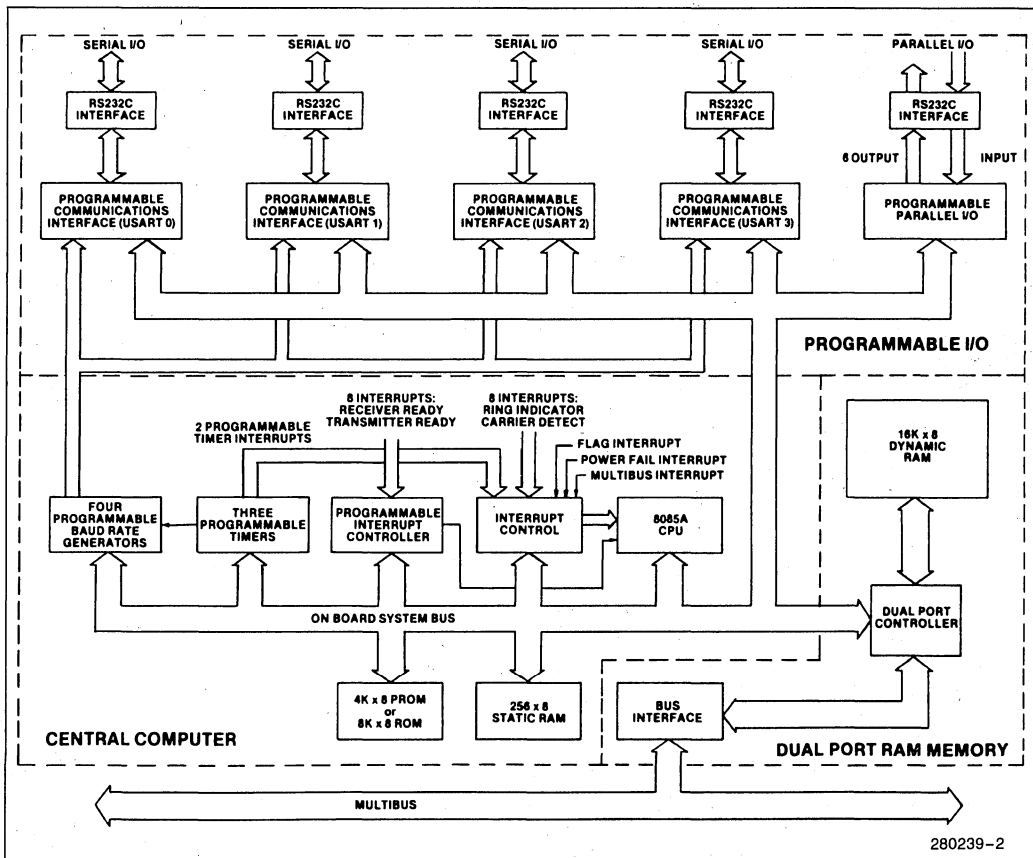 SERIAL I/O
SERIAL I/O
SERIAL I/O
SERIAL I/O
PARALLEL I/O
RS232C
INTERFACE
RS232C
INTERFACE
RS232C
INTERFACE
RS232C
INTERFACE
RS232C
INTERFACE
6 OUTPUT
INPUT
PROGRAMMABLE
COMMUNICATIONS
INTERFACE (USART 0)
PROGRAMMABLE
COMMUNICATIONS
INTERFACE (USART 1)
PROGRAMMABLE
COMMUNICATIONS
INTERFACE (USART 2)
PROGRAMMABLE
COMMUNICATIONS
INTERFACE (USART 3)
PROGRAMMABLE
PARALLEL I/O
PROGRAMMABLE I/O
2 PROGRAMMABLE
TIMER INTERRUPTS
8 INTERRUPTS:
RECEIVER READY
TRANSMITTER READY
8 INTERRUPTS:
RING INDICATOR
CARRIER DETECT
FLAG INTERRUPT
POWER FAIL INTERRUPT
MULTIBUS INTERRUPT
16K x 8
DYNAMIC
RAM
FOUR
PROGRAMMABLE
BAUD RATE
GENERATORS
THREE
PROGRAMMABLE
TIMERS
PROGRAMMABLE
INTERRUPT
CONTROLLER
INTERRUPT
CONTROL
8085A
CPU
ON BOARD SYSTEM BUS
DUAL PORT
CONTROLLER
4K x 8 PROM
or
8K x 8 ROM
256 x 8
STATIC RAM
BUS
INTERFACE
CENTRAL COMPUTER
DUAL PORT RAM MEMORY
MULTIBUS
280239-2